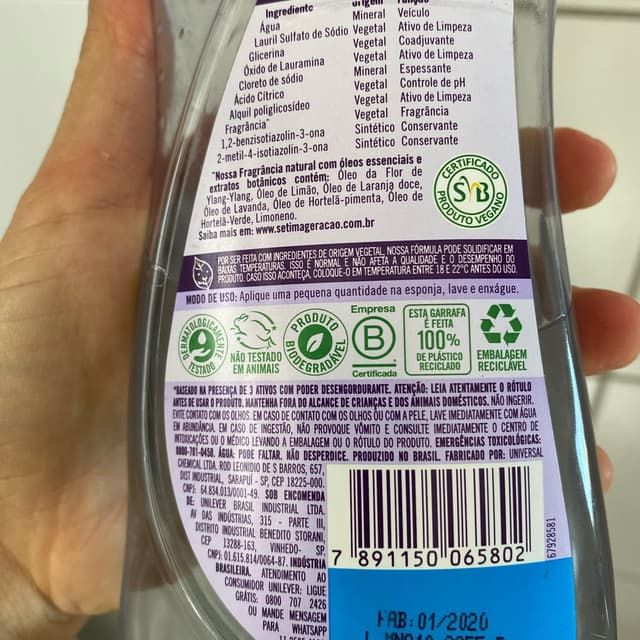 Ingrediente Origem Função
Água Mineral Veículo
Lauril Sulfato de Sódio Vegetal Ativo de Limpeza
Glicerina Vegetal Coadjuvante
Óxido de Lauramina Vegetal Ativo de Limpeza
Cloreto de sódio Mineral Espessante
Ácido Cítrico Vegetal Controle de pH
Alquil poliglicosídeo Vegetal Ativo de Limpeza
Fragrância* Vegetal Fragrância
1,2-benzisotiazolin-3-ona Sintético Conservante
2-metil-4-isotiazolin-3-ona Sintético Conservante
*Nossa Fragrância natural com óleos essenciais e
extratos botânicos contém: Óleo da Flor de
Ylang-Ylang, Óleo de Limão, Óleo de Laranja doce,
Óleo de Lavanda, Óleo de Hortelã-pimenta, Óleo de
Hortelã-Verde, Limoneno.
Saiba mais em: www.setimageracao.com.br
CERTIFICADO
SVB
PRODUTO VEGANO
POR SER FEITA COM INGREDIENTES DE ORIGEM VEGETAL, NOSSA FÓRMULA PODE SOLIDIFICAR EM
BAIXAS TEMPERATURAS. ISSO É NORMAL E NÃO AFETA A QUALIDADE E O DESEMPENHO DO
PRODUTO. CASO ISSO ACONTEÇA, COLOQUE-O EM TEMPERATURA ENTRE 18 E 22°C ANTES DO USO.
MODO DE USO: Aplique uma pequena quantidade na esponja, lave e enxágue.
DERMATOLOGICAMENTE
TESTADO
NÃO TESTADO
EM ANIMAIS
PRODUTO
BIODEGRADÁVEL
Empresa
B
Certificada
ESTA GARRAFA
É FEITA
100%
DE PLÁSTICO
RECICLADO
EMBALAGEM
RECICLÁVEL
*BASEADO NA PRESENÇA DE 3 ATIVOS COM PODER DESENGORDURANTE. ATENÇÃO: LEIA ATENTAMENTE O RÓTULO
ANTES DE USAR O PRODUTO. MANTENHA FORA DO ALCANCE DE CRIANÇAS E DOS ANIMAIS DOMÉSTICOS. NÃO INGERIR.
EVITE CONTATO COM OS OLHOS. EM CASO DE CONTATO COM OS OLHOS OU COM A PELE, LAVE IMEDIATAMENTE COM ÁGUA
EM ABUNDÂNCIA. EM CASO DE INGESTÃO, NÃO PROVOQUE VÔMITO E CONSULTE IMEDIATAMENTE O CENTRO DE
INTOXICAÇÕES OU O MÉDICO LEVANDO A EMBALAGEM OU O RÓTULO DO PRODUTO. EMERGÊNCIAS TOXICOLÓGICAS:
0800-701-0450. ÁGUA: PODE FALTAR. NÃO DESPERDICE. PRODUZIDO NO BRASIL. FABRICADO POR: UNIVERSAL
CHEMICAL LTDA. ROD LEONIDIO DE S BARROS, 657,
DIST INDUSTRIAL, SARAPUÍ - SP, CEP 18225-000.
CNPJ: 64.834.013/0001-49. SOB ENCOMENDA
DE: UNILEVER BRASIL INDUSTRIAL LTDA.
AV DAS INDÚSTRIAS, 315 - PARTE III,
DISTRITO INDUSTRIAL BENEDITO STORANI,
CEP 13288-163, VINHEDO- SP.
CNPJ: 01.615.814/0064-87. INDÚSTRIA
BRASILEIRA. ATENDIMENTO AO
CONSUMIDOR UNILEVER: LIGUE
GRÁTIS: 0800 707 2426
OU MANDE MENSAGEM
PARA WHATSAPP
7 891150 065802
67928581
FAB: 01/2020